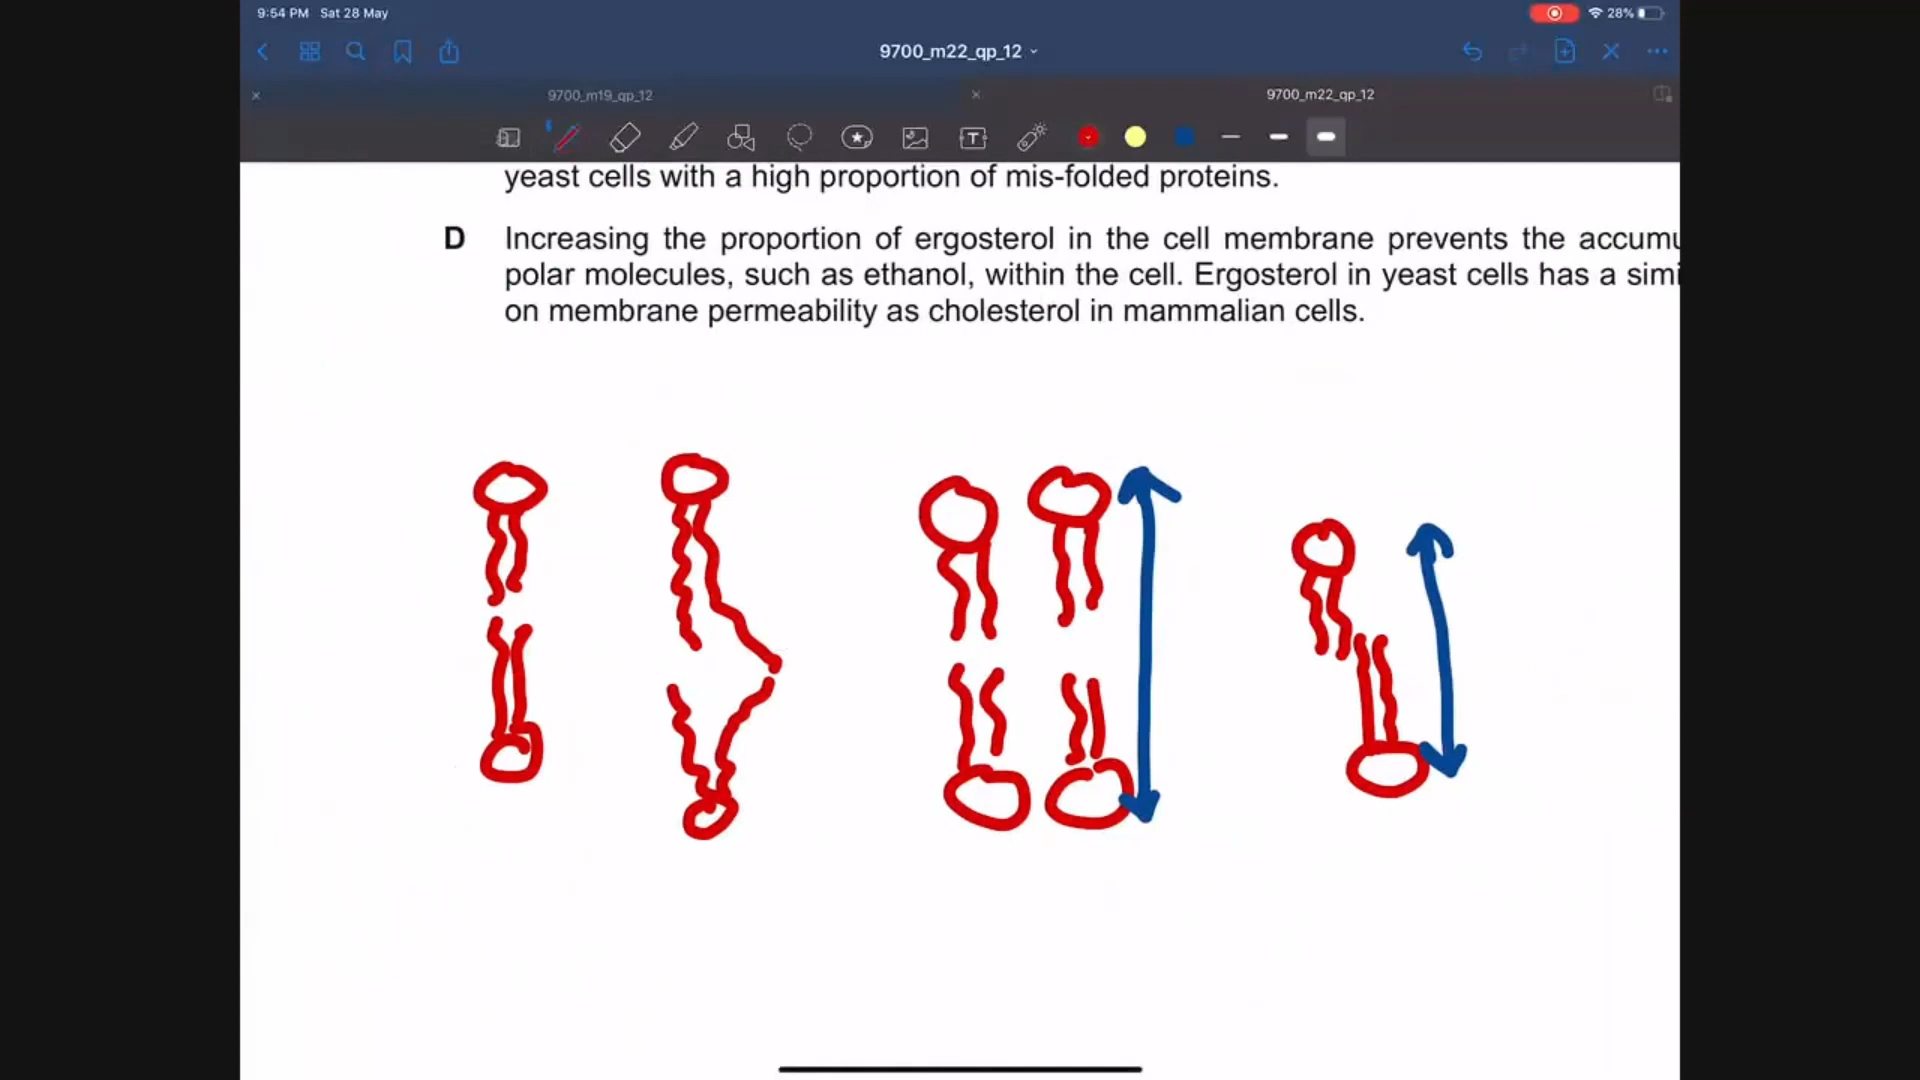 9:54 PM Sat 28 May
28%
9700_m22_qp_12
9700_m19_qp_12
9700_m22_qp_12
T
yeast cells with a high proportion of mis-folded proteins.
D Increasing the proportion of ergosterol in the cell membrane prevents the accumu
polar molecules, such as ethanol, within the cell. Ergosterol in yeast cells has a simi
on membrane permeability as cholesterol in mammalian cells.